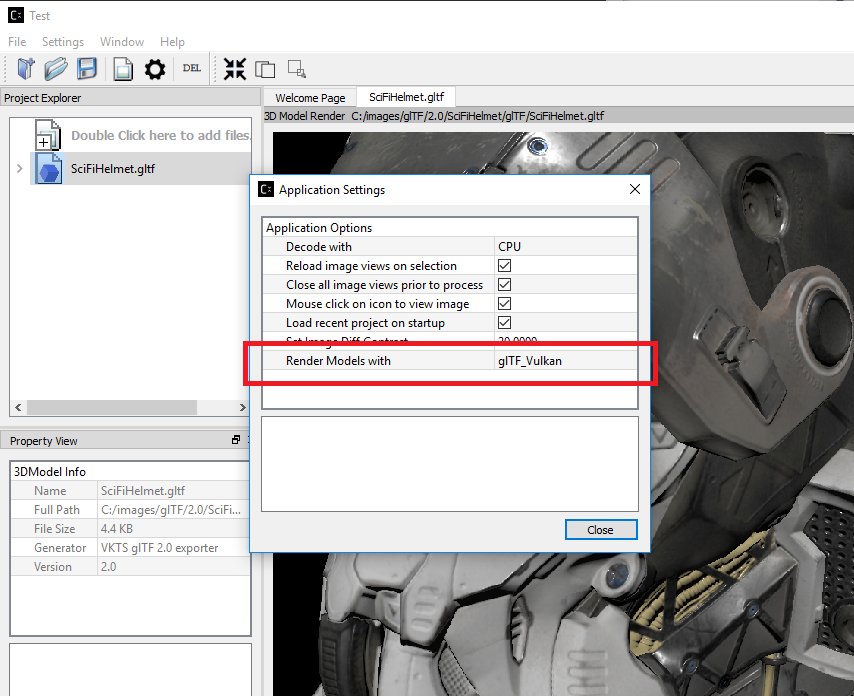 C:
Test
File Settings Window Help
DEL
Project Explorer
Welcome Page SciFiHelmet.gltf
3D Model Render C:/images/glTF/2.0/SciFiHelmet/glTF/SciFiHelmet.gltf
Double Click here to add files.
SciFiHelmet.gltf
Application Settings
Application Options
Decode with CPU
Reload image views on selection
Close all image views prior to process
Mouse click on icon to view image
Load recent project on startup
Set Image Diff Contrast 20.0000
Render Models with glTF_Vulkan
Close
Property View
3DModel Info
Name SciFiHelmet.gltf
Full Path C:/images/glTF/2.0/SciFi...
File Size 4.4 KB
Generator VKTS glTF 2.0 exporter
Version 2.0